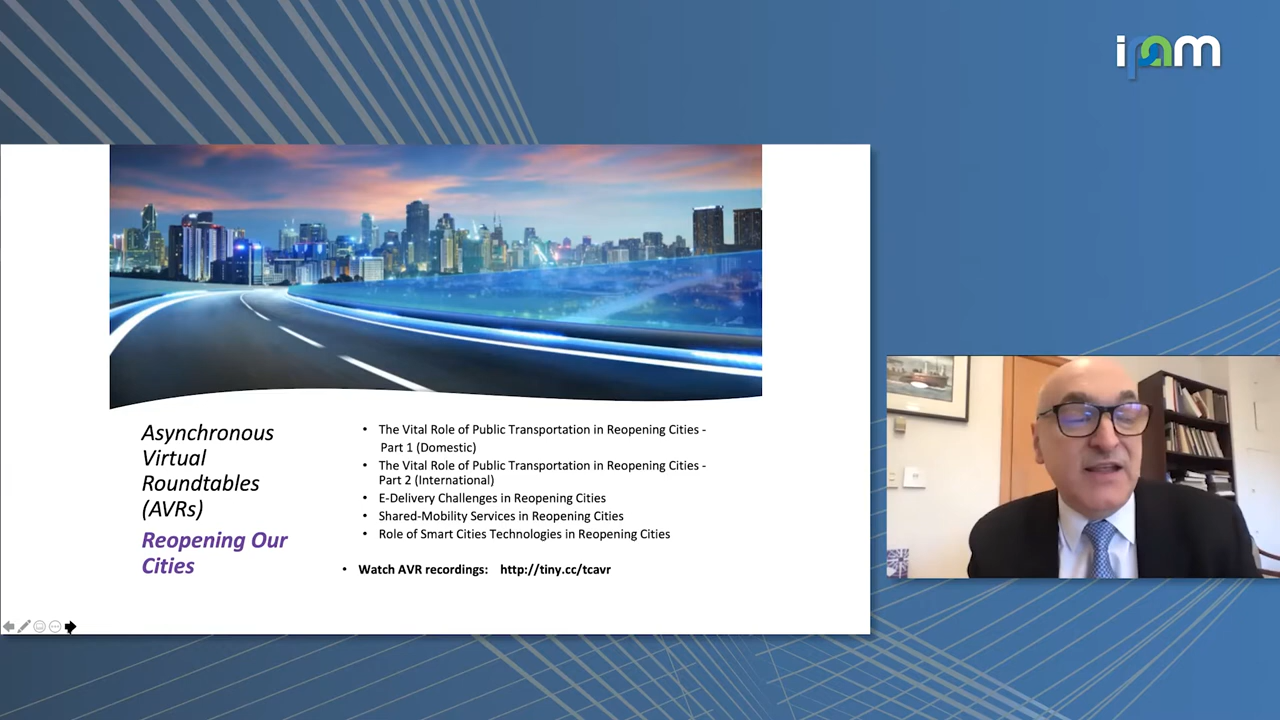 ipam
Asynchronous
Virtual
Roundtables
(AVRs)
Reopening Our
Cities
• The Vital Role of Public Transportation in Reopening Cities -
Part 1 (Domestic)
• The Vital Role of Public Transportation in Reopening Cities -
Part 2 (International)
• E-Delivery Challenges in Reopening Cities
• Shared-Mobility Services in Reopening Cities
• Role of Smart Cities Technologies in Reopening Cities
• Watch AVR recordings: http://tiny.cc/tcavr